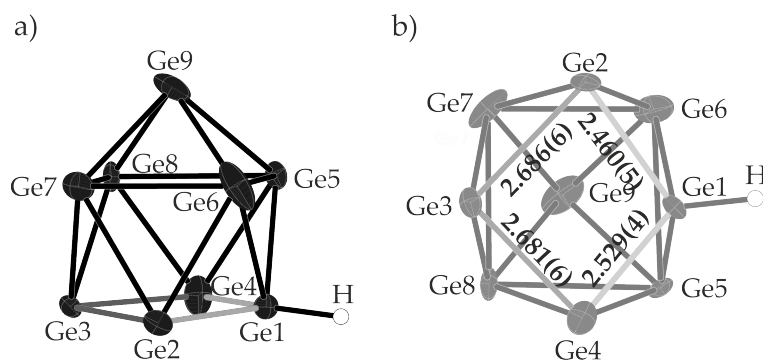 a)
Ge9
Ge8
Ge7
Ge5
Ge6
Ge4
H
Ge3
Ge2
Ge1
b)
Ge2
Ge7
Ge6
2.686(6)
2.460(5)
H
Ge9
Ge1
Ge3
2.681(6)
2.529(4)
Ge8
Ge5
Ge4